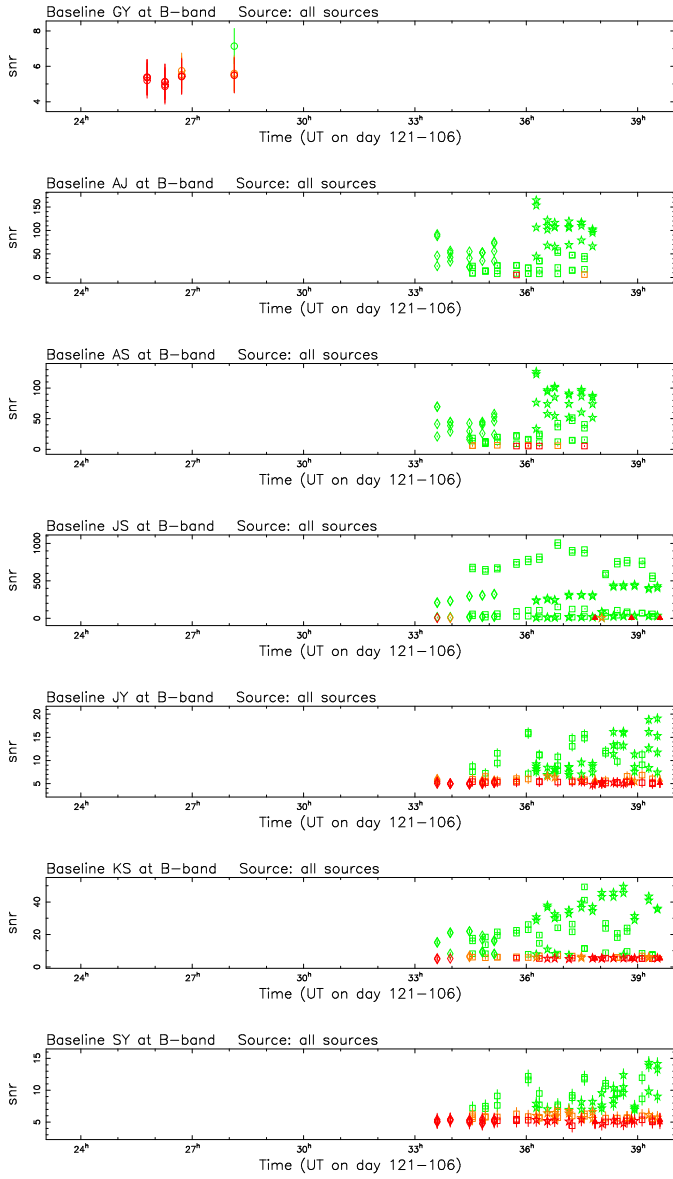 Baseline GY at B-band Source: all sources
8
6
4
snr
24h 27h 30h 33h 36h 39h
Time (UT on day 121-106)
Baseline AJ at B-band Source: all sources
150
100
50
0
snr
24h 27h 30h 33h 36h 39h
Time (UT on day 121-106)
Baseline AS at B-band Source: all sources
100
50
0
snr
24h 27h 30h 33h 36h 39h
Time (UT on day 121-106)
Baseline JS at B-band Source: all sources
1000
500
0
snr
24h 27h 30h 33h 36h 39h
Time (UT on day 121-106)
Baseline JY at B-band Source: all sources
20
15
10
5
snr
24h 27h 30h 33h 36h 39h
Time (UT on day 121-106)
Baseline KS at B-band Source: all sources
40
20
0
snr
24h 27h 30h 33h 36h 39h
Time (UT on day 121-106)
Baseline SY at B-band Source: all sources
15
10
5
snr
24h 27h 30h 33h 36h 39h
Time (UT on day 121-106)